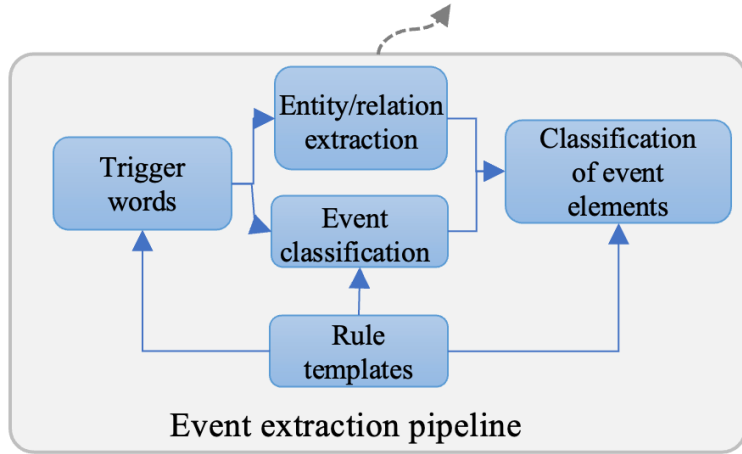 Entity/relation
extraction
Trigger
words
Classification
of event
elements
Event
classification
Rule
templates
Event extraction pipeline